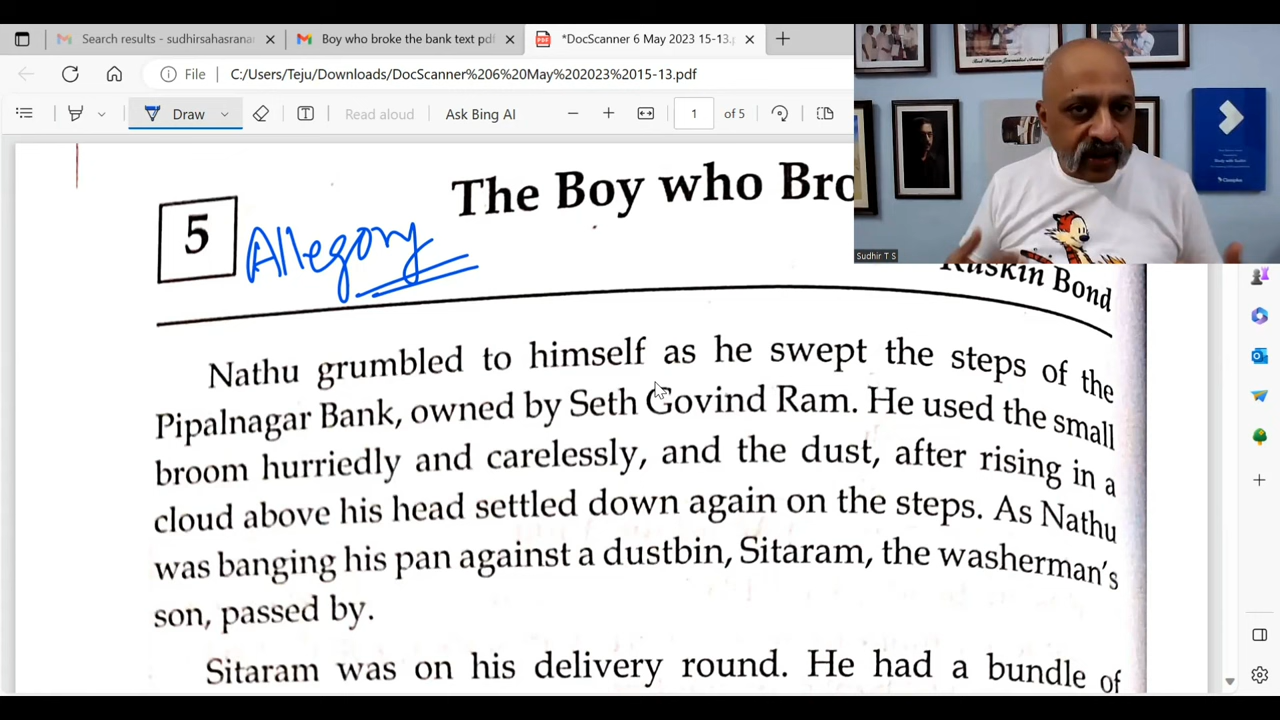 Search results - sudhirsahasrana
Boy who broke the bank text pdf
*DocScanner 6 May 2023 15-13.p
File
C:/Users/Teju/Downloads/DocScanner%206%20May%202023%2015-13.pdf
Draw
Read aloud
Ask Bing AI
1
of 5
5
Allegory
The Boy who Bro
Ruskin Bond
Sudhir T S
Nathu grumbled to himself as he swept the steps of the
Pipalnagar Bank, owned by Seth Govind Ram. He used the small
broom hurriedly and carelessly, and the dust, after rising in a
cloud above his head settled down again on the steps. As Nathu
was banging his pan against a dustbin, Sitaram, the washerman's
son, passed by.
Sitaram was on his delivery round. He had a bundle of